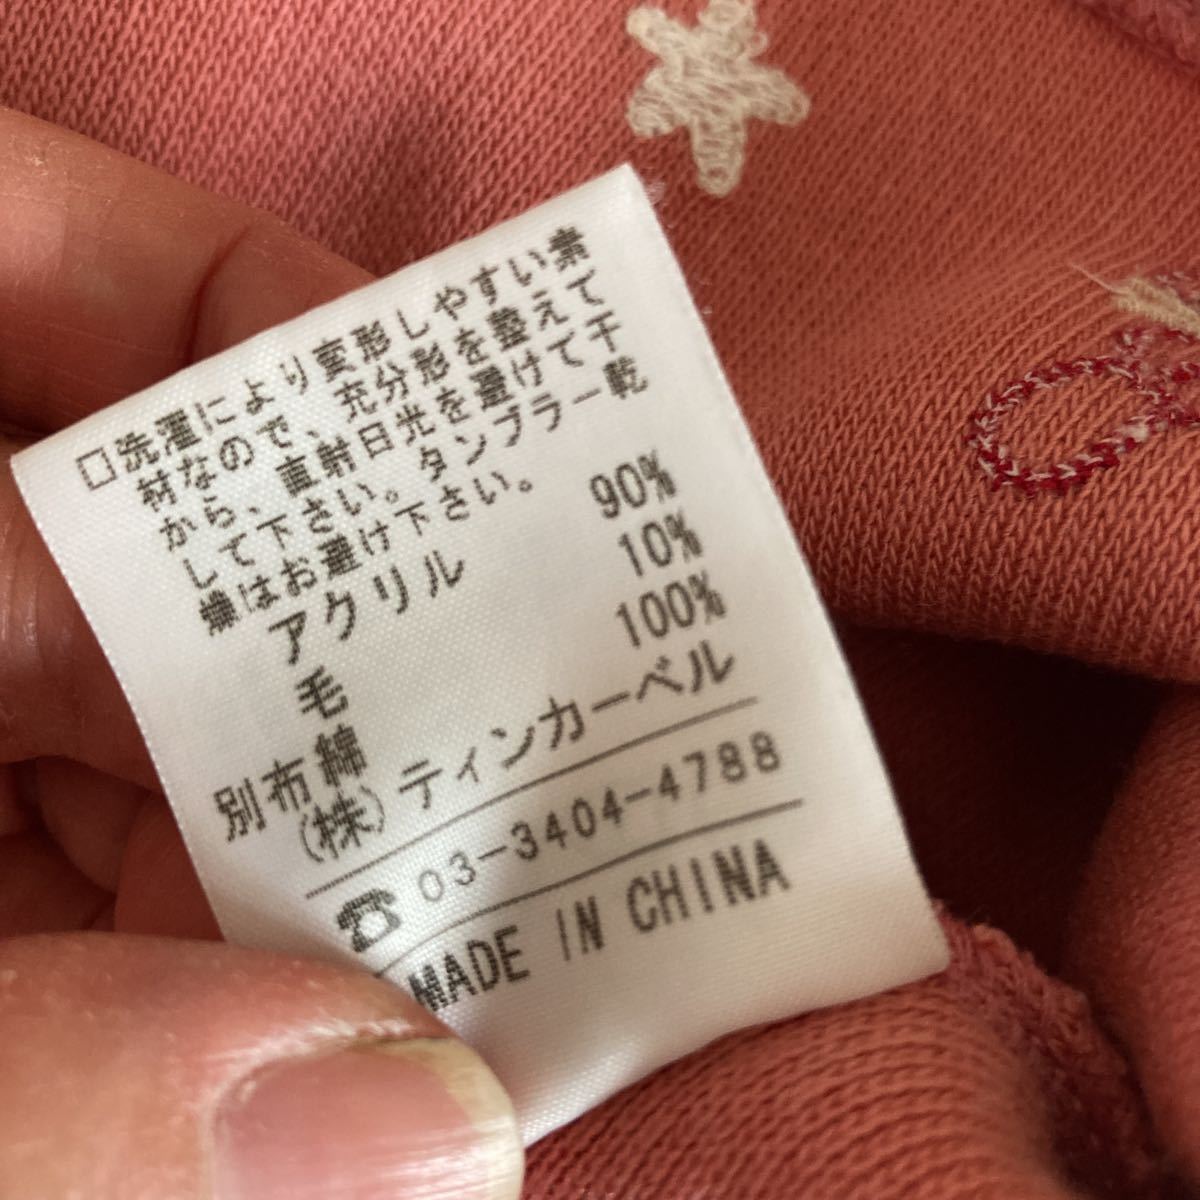 □洗濯により変形しやすい素
材なので、充分形を整えて
から、直射日光を避けて干
して下さい。タンブラー乾
燥はお避け下さい。
アクリル 90%
毛 10%
別布綿 100%
(株)ティンカーベル
☎03-3404-4788
MADE IN CHINA